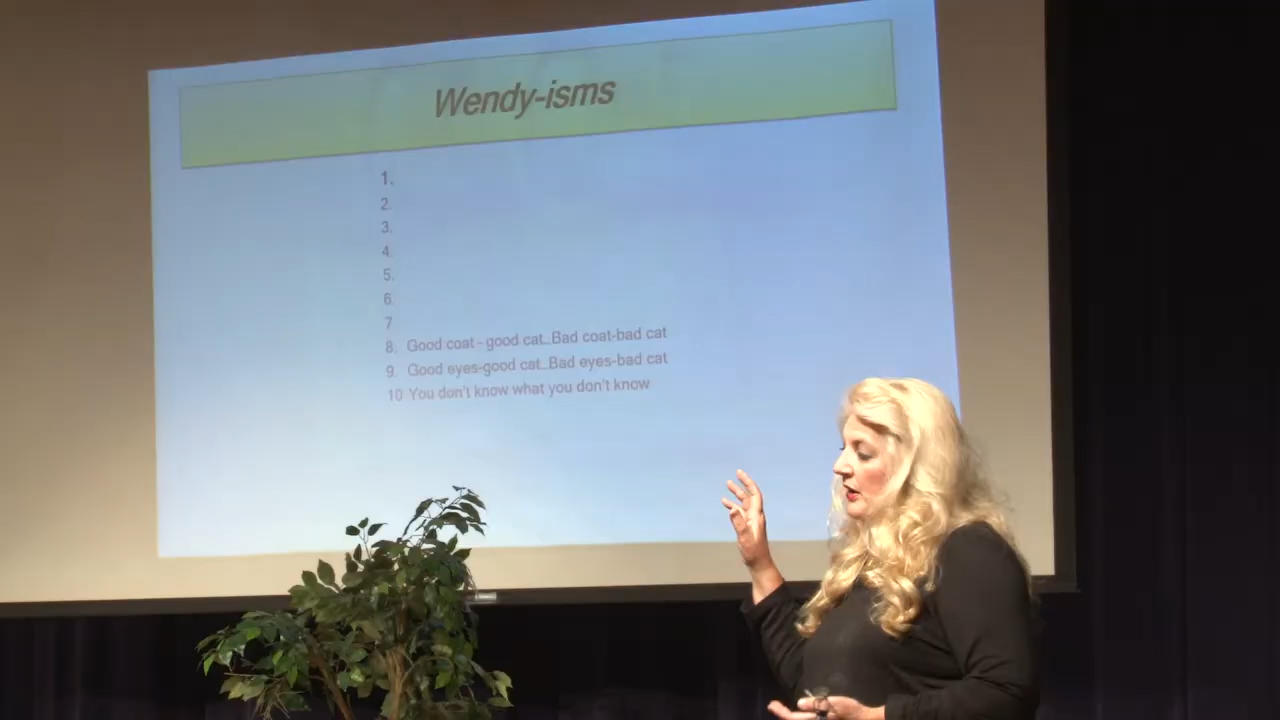 Wendy-isms
1.
2.
3.
4.
5.
6.
7
8. Good coat - good cat...Bad coat-bad cat
9. Good eyes-good cat...Bad eyes-bad cat
10 You don't know what you don't know